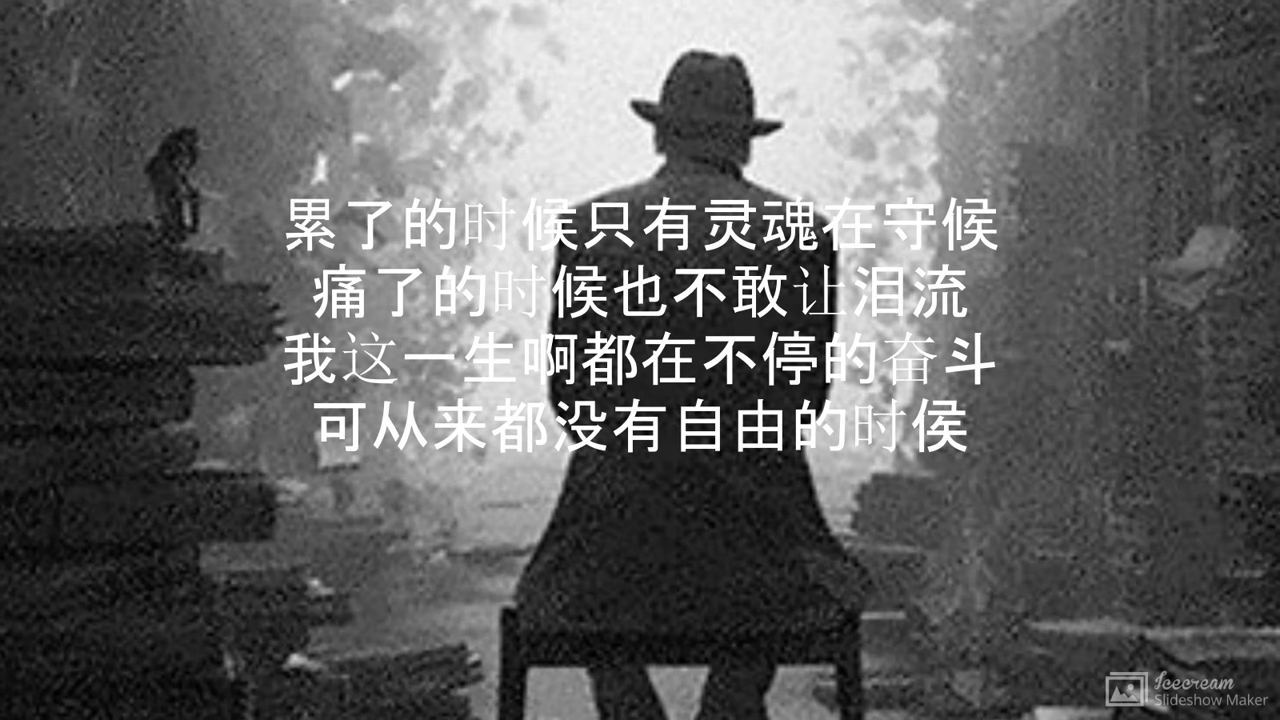 累了的时候只有灵魂在守候
痛了的时候也不敢让泪流
我这一生啊都在不停的奋斗
可从来都没有自由的时侯
Icecream
Slideshow Maker